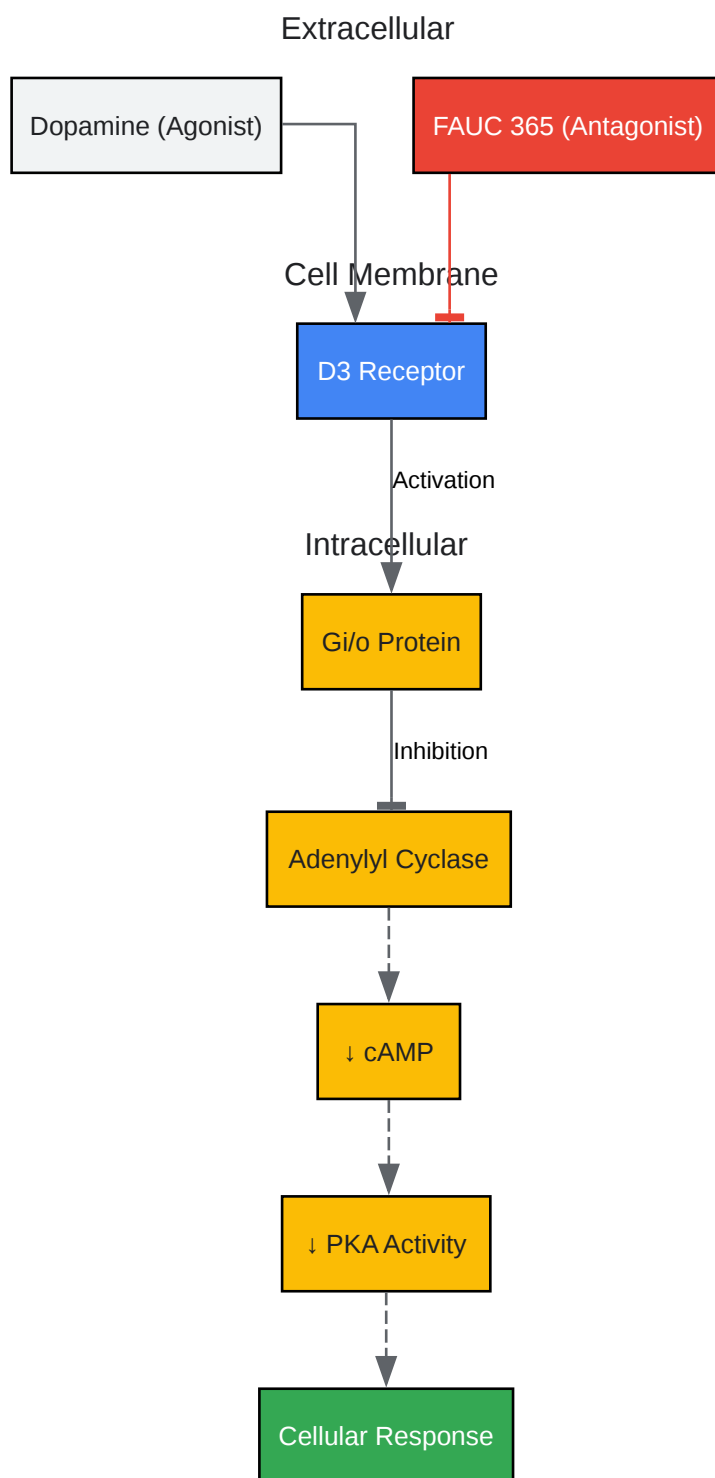 Extracellular
Dopamine (Agonist)
FAUC 365 (Antagonist)
Cell Membrane
D3 Receptor
Activation
Intracellular
Gi/o Protein
Inhibition
Adenylyl Cyclase
↓ cAMP
↓ PKA Activity
Cellular Response